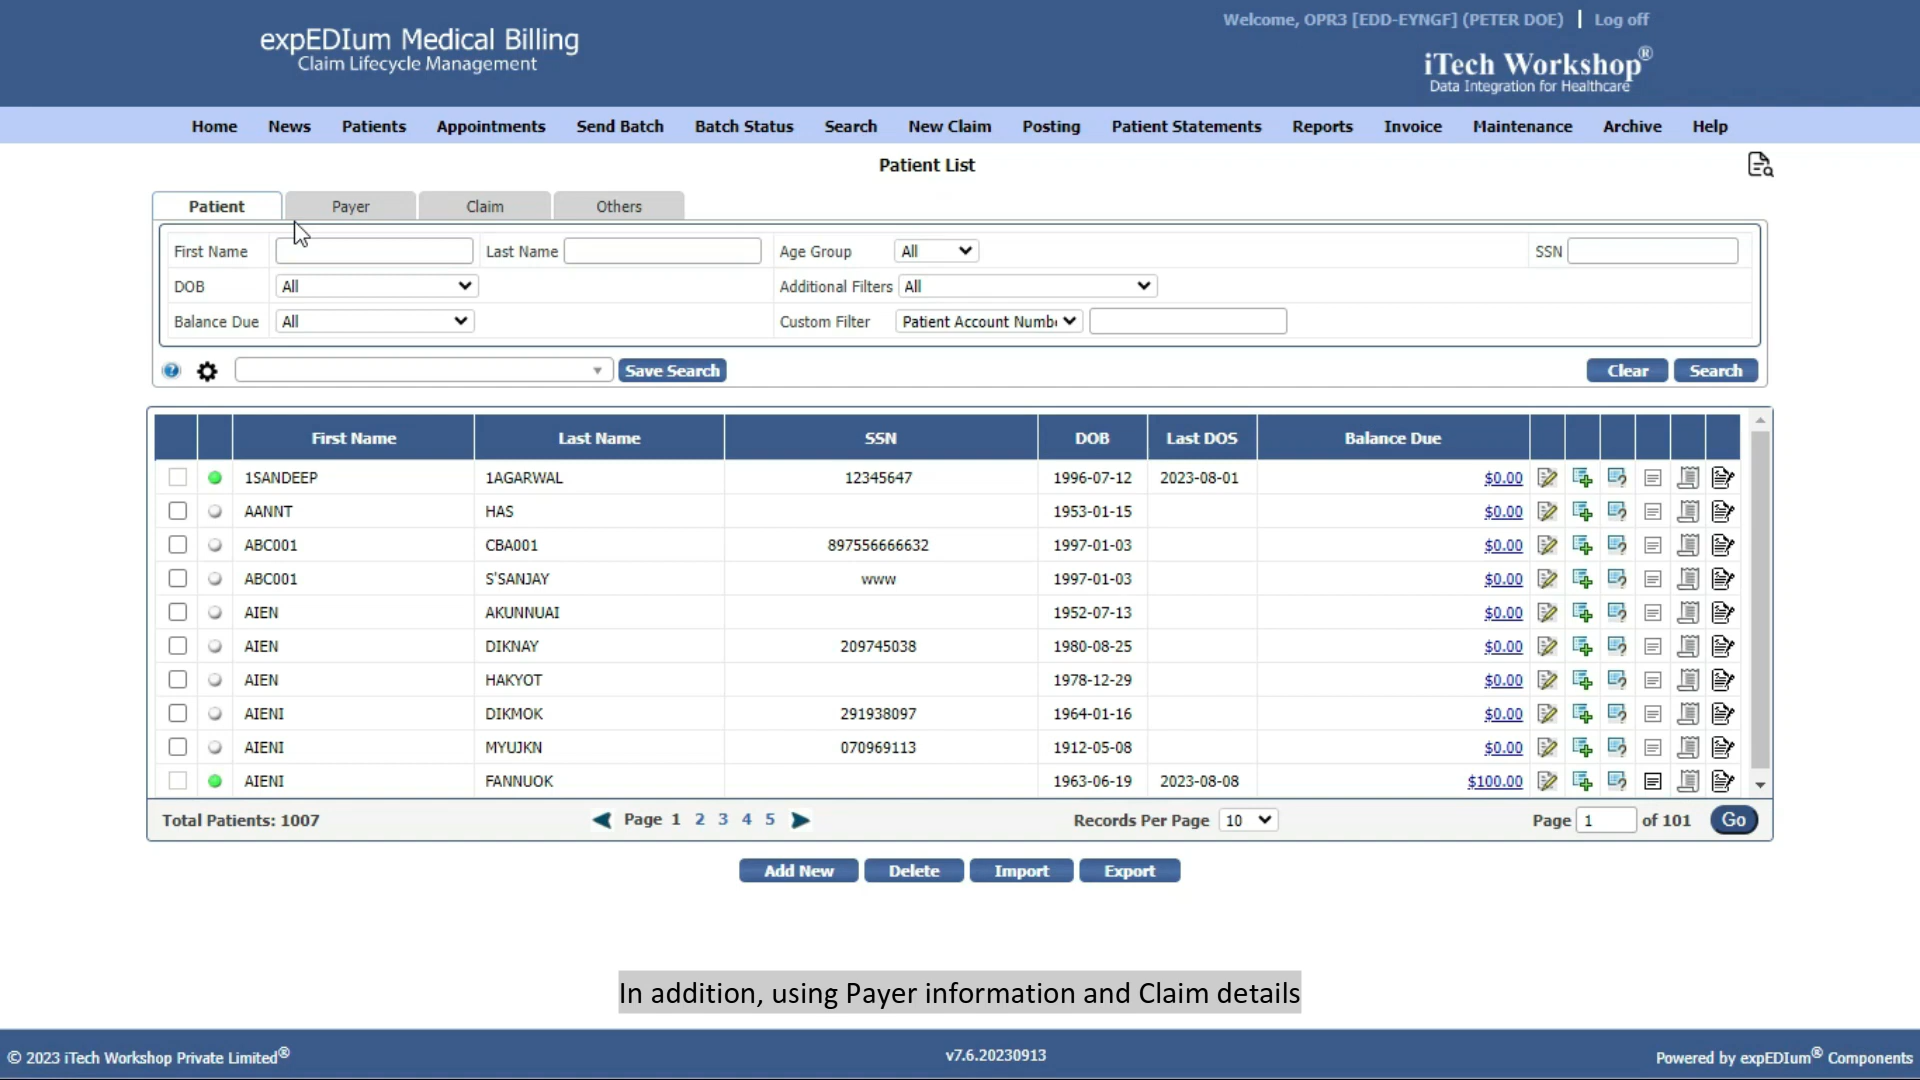 Welcome, OPR3 [EDD-EYNGF] (PETER DOE) | Log off
expEDIum Medical Billing
Claim Lifecycle Management
iTech Workshop®
Data Integration for Healthcare
Home News Patients Appointments Send Batch Batch Status Search New Claim Posting Patient Statements Reports Invoice Maintenance Archive Help
Patient List
Patient Payer Claim Others
First Name Last Name Age Group All SSN
DOB All Additional Filters All
Balance Due All Custom Filter Patient Account Numb
Save Search Clear Search
First Name Last Name SSN DOB Last DOS Balance Due
1SANDEEP 1AGARWAL 12345647 1996-07-12 2023-08-01 $0.00
AANNT HAS 1953-01-15 $0.00
ABC001 CBA001 897556666632 1997-01-03 $0.00
ABC001 S'SANJAY www 1997-01-03 $0.00
AIEN AKUNNUAI 1952-07-13 $0.00
AIEN DIKNAY 209745038 1980-08-25 $0.00
AIEN HAKYOT 1978-12-29 $0.00
AIENI DIKMOK 291938097 1964-01-16 $0.00
AIENI MYUJKN 070969113 1912-05-08 $0.00
AIENI FANNUOK 1963-06-19 2023-08-08 $100.00
Total Patients: 1007 Page 1 2 3 4 5 Records Per Page 10 Page 1 of 101 Go
Add New Delete Import Export
In addition, using Payer information and Claim details
© 2023 iTech Workshop Private Limited® v7.6.20230913 Powered by expEDIum® Components